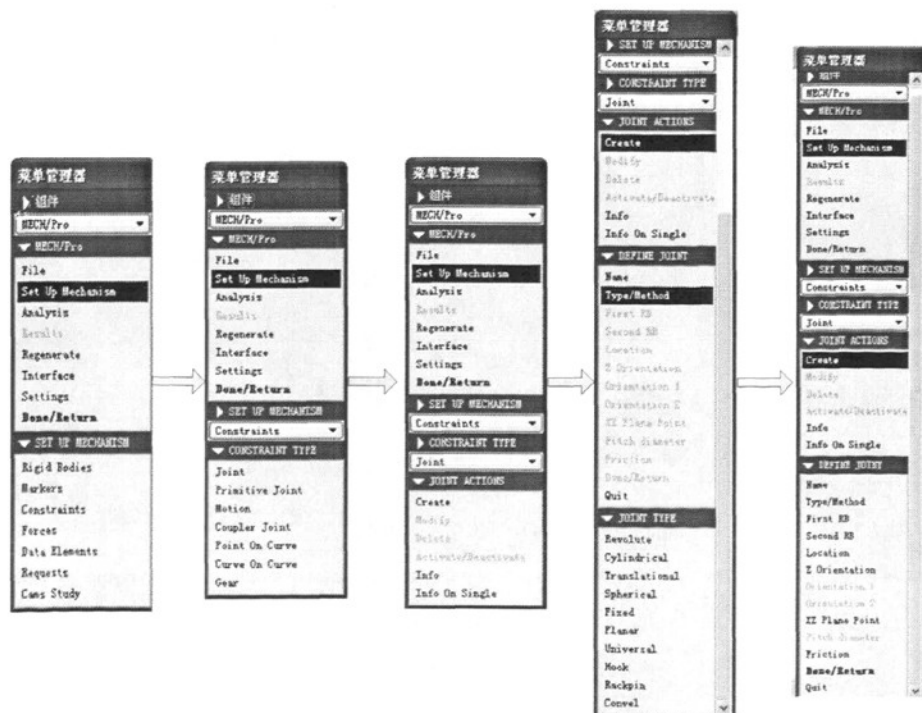 菜单管理器
组件
MECH/Pro
MECH/Pro
File
Set Up Mechanism
Analysis
Results
Regenerate
Interface
Settings
Done/Return
SET UP MECHANISM
Rigid Bodies
Markers
Constraints
Forces
Data Elements
Requests
Cams Study
菜单管理器
组件
MECH/Pro
MECH/Pro
File
Set Up Mechanism
Analysis
Results
Regenerate
Interface
Settings
Done/Return
SET UP MECHANISM
Constraints
CONSTRAINT TYPE
Joint
Primitive Joint
Motion
Coupler Joint
Point On Curve
Curve On Curve
Gear
菜单管理器
组件
MECH/Pro
MECH/Pro
File
Set Up Mechanism
Analysis
Results
Regenerate
Interface
Settings
Done/Return
SET UP MECHANISM
Constraints
CONSTRAINT TYPE
Joint
JOINT ACTIONS
Create
Modify
Delete
Activate/Deactivate
Info
Info On Single
菜单管理器
SET UP MECHANISM
Constraints
CONSTRAINT TYPE
Joint
JOINT ACTIONS
Create
Modify
Delete
Activate/Deactivate
Info
Info On Single
DEFINE JOINT
Name
Type/Method
First RB
Second RB
Location
Z Orientation
Orientation 1
Orientation 2
XZ Plane Point
Pitch diameter
Friction
Done/Return
Quit
JOINT TYPE
Revolute
Cylindrical
Translational
Spherical
Fixed
Planar
Universal
Hook
Rackpin
Convel
菜单管理器
组件
MECH/Pro
MECH/Pro
File
Set Up Mechanism
Analysis
Results
Regenerate
Interface
Settings
Done/Return
SET UP MECHANISM
Constraints
CONSTRAINT TYPE
Joint
JOINT ACTIONS
Create
Modify
Delete
Activate/Deactivate
Info
Info On Single
DEFINE JOINT
Name
Type/Method
First RB
Second RB
Location
Z Orientation
Orientation 1
Orientation 2
XZ Plane Point
Pitch diameter
Friction
Done/Return
Quit